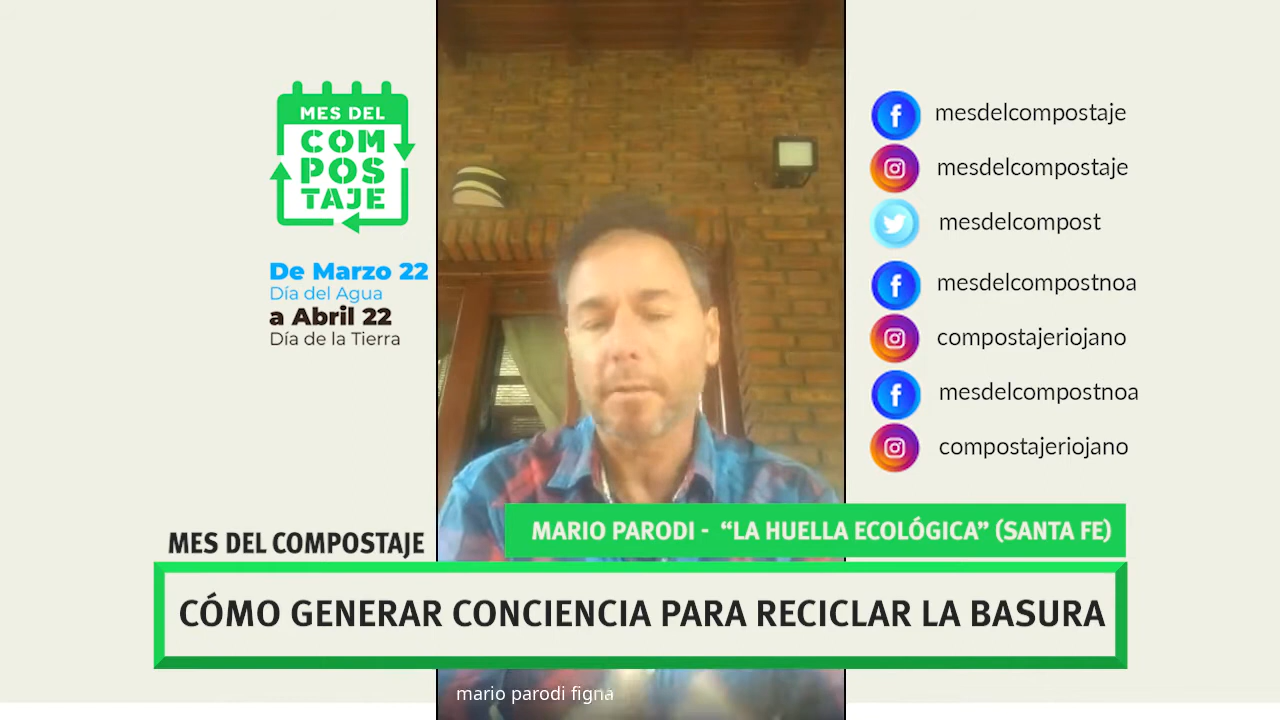 MES DEL
COM
POS
TAJE
De Marzo 22
Día del Agua
a Abril 22
Día de la Tierra
mesdelcompostaje
mesdelcompostaje
mesdelcompost
mesdelcompostnoa
compostajeriojano
mesdelcompostnoa
compostajeriojano
MARIO PARODI - “LA HUELLA ECOLÓGICA” (SANTA FE)
MES DEL COMPOSTAJE
CÓMO GENERAR CONCIENCIA PARA RECICLAR LA BASURA
mario parodi figna